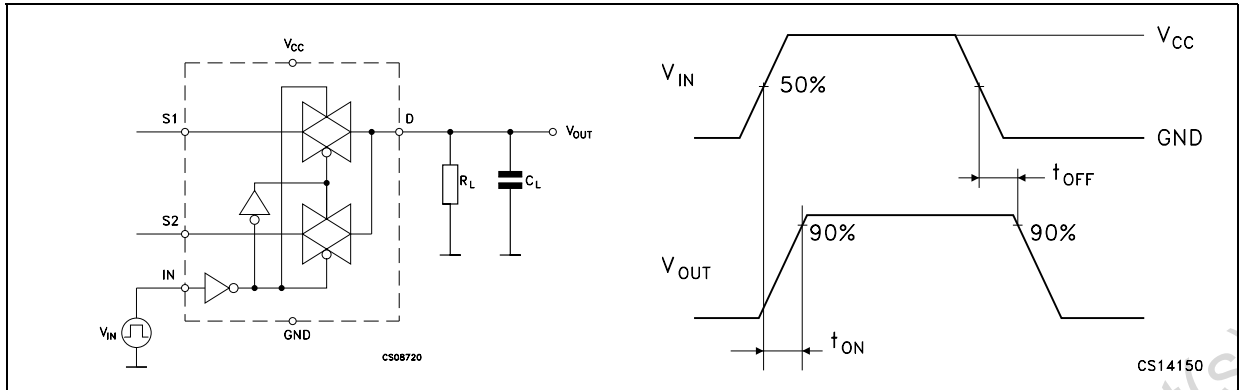 VCC
S1
D
VOUT
RL
CL
S2
IN
VIN
GND
CS08720
VIN
50%
VCC
GND
tOFF
90%
90%
VOUT
tON
CS14150